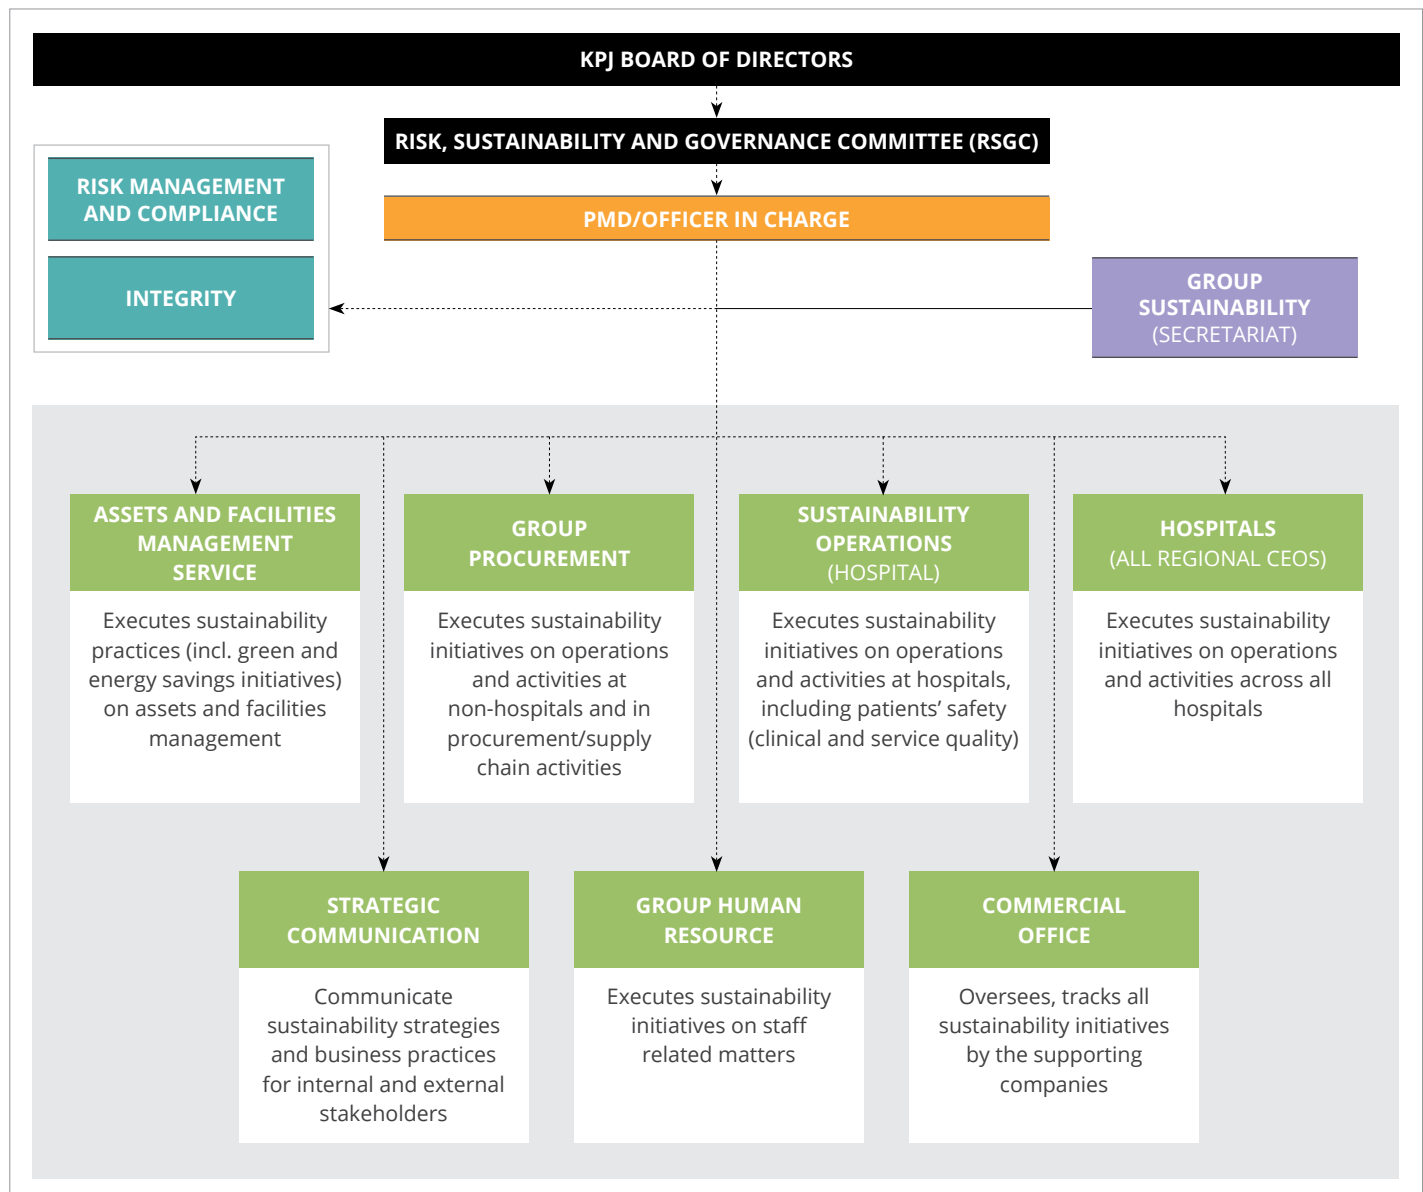 KPJ BOARD OF DIRECTORS
RISK, SUSTAINABILITY AND GOVERNANCE COMMITTEE (RSGC)
PMD/OFFICER IN CHARGE
RISK MANAGEMENT
AND COMPLIANCE
INTEGRITY
GROUP
SUSTAINABILITY
(SECRETARIAT)
ASSETS AND FACILITIES
MANAGEMENT
SERVICE
Executes sustainability
practices (incl. green and
energy savings initiatives)
on assets and facilities
management
GROUP
PROCUREMENT
Executes sustainability
initiatives on operations
and activities at
non-hospitals and in
procurement/supply
chain activities
SUSTAINABILITY
OPERATIONS
(HOSPITAL)
Executes sustainability
initiatives on operations
and activities at hospitals,
including patients’ safety
(clinical and service quality)
HOSPITALS
(ALL REGIONAL CEOS)
Executes sustainability
initiatives on operations
and activities across all
hospitals
STRATEGIC
COMMUNICATION
Communicate
sustainability strategies
and business practices
for internal and external
stakeholders
GROUP HUMAN
RESOURCE
Executes sustainability
initiatives on staff
related matters
COMMERCIAL
OFFICE
Oversees, tracks all
sustainability initiatives
by the supporting
companies